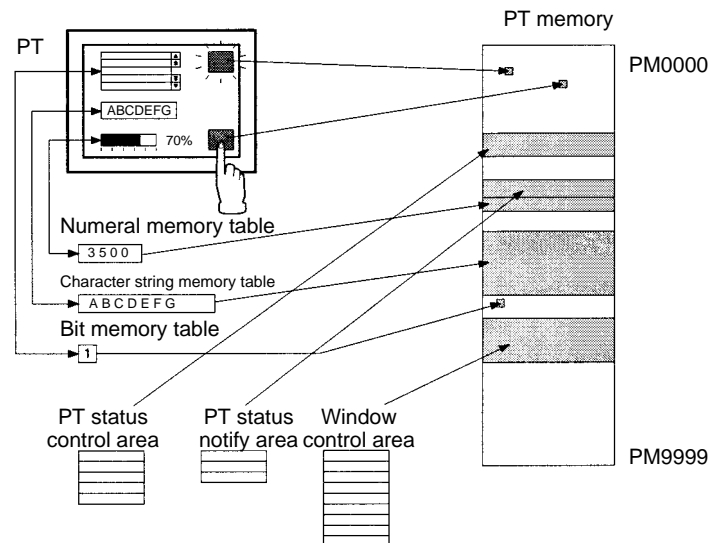 PT memory
PT
PM0000
ABCDEFG
70%
Numeral memory table
3500
Character string memory table
ABCDEFG
Bit memory table
1
PT status
control area
PT status
notify area
Window
control area
PM9999